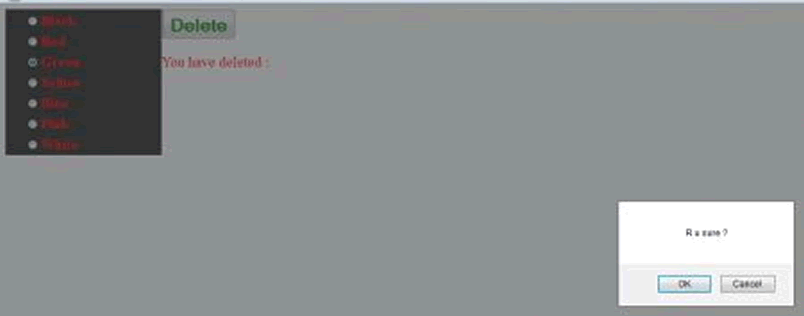 Black
Delete
Red
Green
You have deleted :
Yellow
Blue
Pink
White
R u sure ?
OK
Cancel